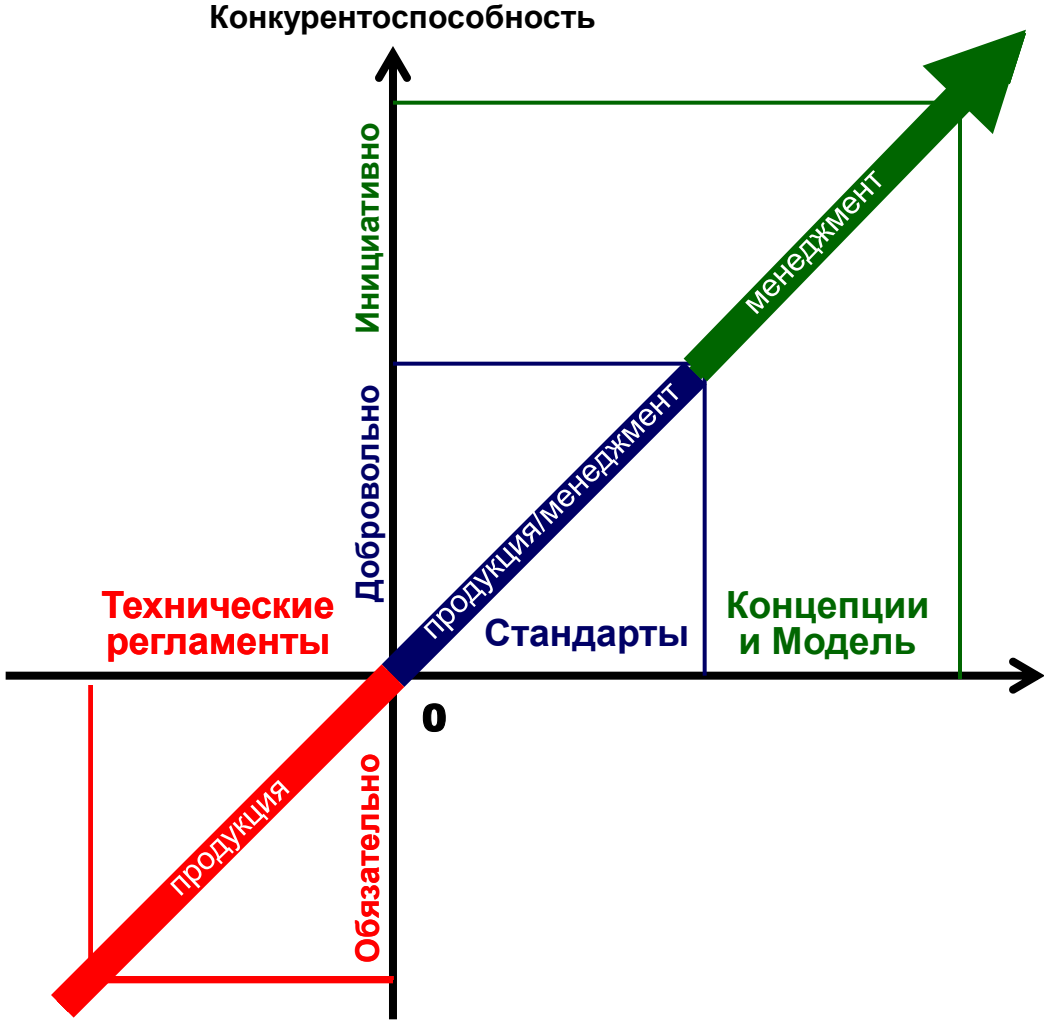 Конкурентоспособность
Инициативно
менеджмент
Добровольно
продукция/менеджмент
Технические
регламенты
Стандарты
Концепции
и Модель
0
Обязательно
продукция